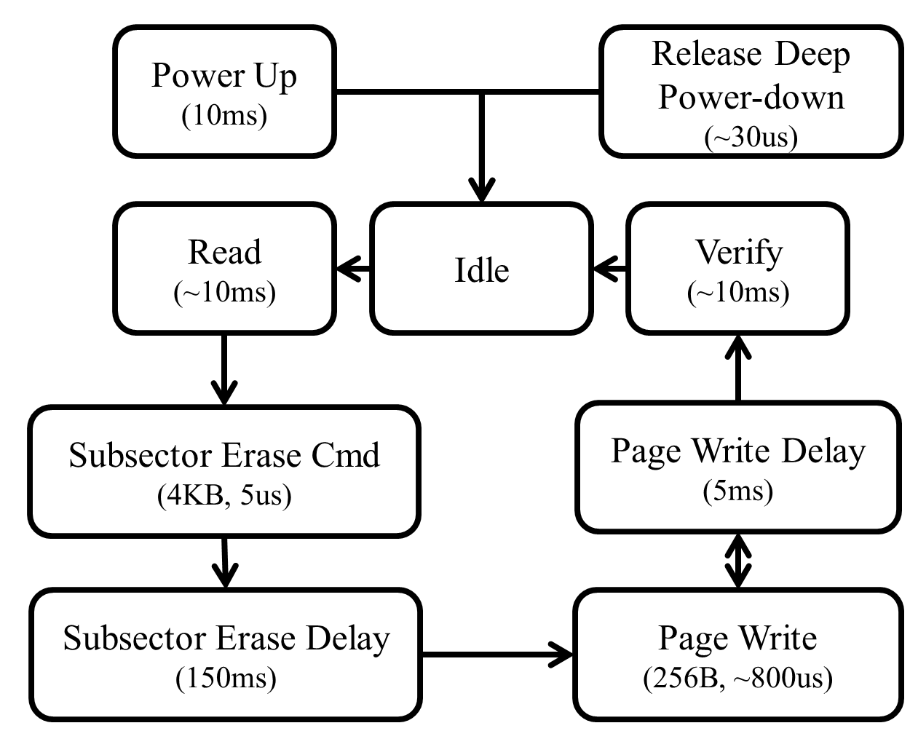 Power Up
(10ms)
Release Deep
Power-down
(~30us)
Read
(~10ms)
Idle
Verify
(~10ms)
Subsector Erase Cmd
(4KB, 5us)
Page Write Delay
(5ms)
Subsector Erase Delay
(150ms)
Page Write
(256B, ~800us)